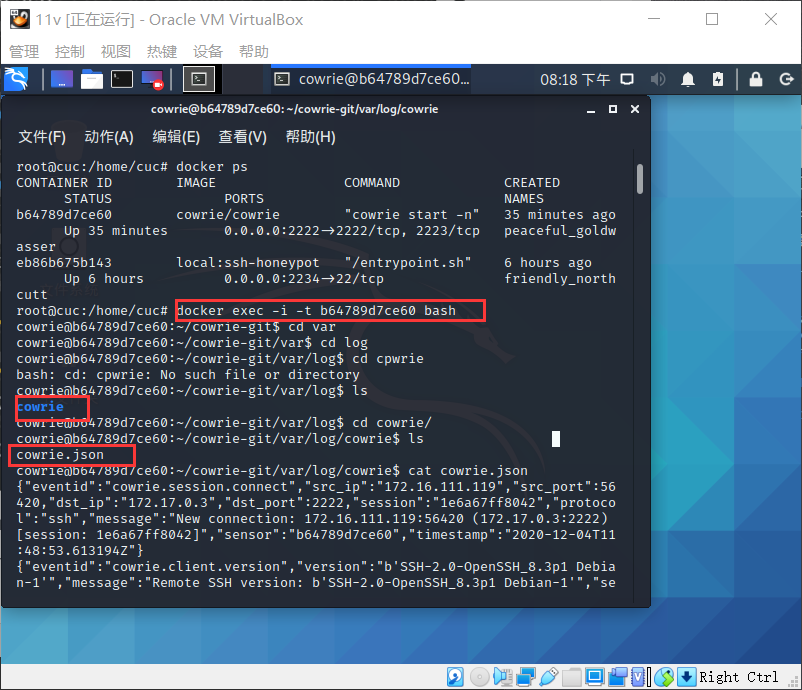 11v [正在运行] - Oracle VM VirtualBox
管理 控制 视图 热键 设备 帮助
cowrie@b64789d7ce60... 08:18 下午
cowrie@b64789d7ce60: ~/cowrie-git/var/log/cowrie
文件(F) 动作(A) 编辑(E) 查看(V) 帮助(H)
root@cuc:/home/cuc# docker ps
CONTAINER ID IMAGE COMMAND CREATED
STATUS PORTS NAMES
b64789d7ce60 cowrie/cowrie "cowrie start -n" 35 minutes ago
Up 35 minutes 0.0.0.0:2222→2222/tcp, 2223/tcp peaceful_goldw
asser
eb86b675b143 local:ssh-honeypot "/entrypoint.sh" 6 hours ago
Up 6 hours 0.0.0.0:2234→22/tcp friendly_north
cutt
root@cuc:/home/cuc# docker exec -i -t b64789d7ce60 bash
cowrie@b64789d7ce60:~/cowrie-git$ cd var
cowrie@b64789d7ce60:~/cowrie-git/var$ cd log
cowrie@b64789d7ce60:~/cowrie-git/var/log$ cd cpwrie
bash: cd: cpwrie: No such file or directory
cowrie@b64789d7ce60:~/cowrie-git/var/log$ ls
cowrie
cowrie@b64789d7ce60:~/cowrie-git/var/log$ cd cowrie/
cowrie@b64789d7ce60:~/cowrie-git/var/log/cowrie$ ls
cowrie.json
cowrie@b64789d7ce60:~/cowrie-git/var/log/cowrie$ cat cowrie.json
{"eventid":"cowrie.session.connect","src_ip":"172.16.111.119","src_port":56
420,"dst_ip":"172.17.0.3","dst_port":2222,"session":"1e6a67ff8042","protoco
l":"ssh","message":"New connection: 172.16.111.119:56420 (172.17.0.3:2222)
[session: 1e6a67ff8042]","sensor":"b64789d7ce60","timestamp":"2020-12-04T11
:48:53.613194Z"}
{"eventid":"cowrie.client.version","version":"b'SSH-2.0-OpenSSH_8.3p1 Debia
n-1'","message":"Remote SSH version: b'SSH-2.0-OpenSSH_8.3p1 Debian-1'","se
Right Ctrl